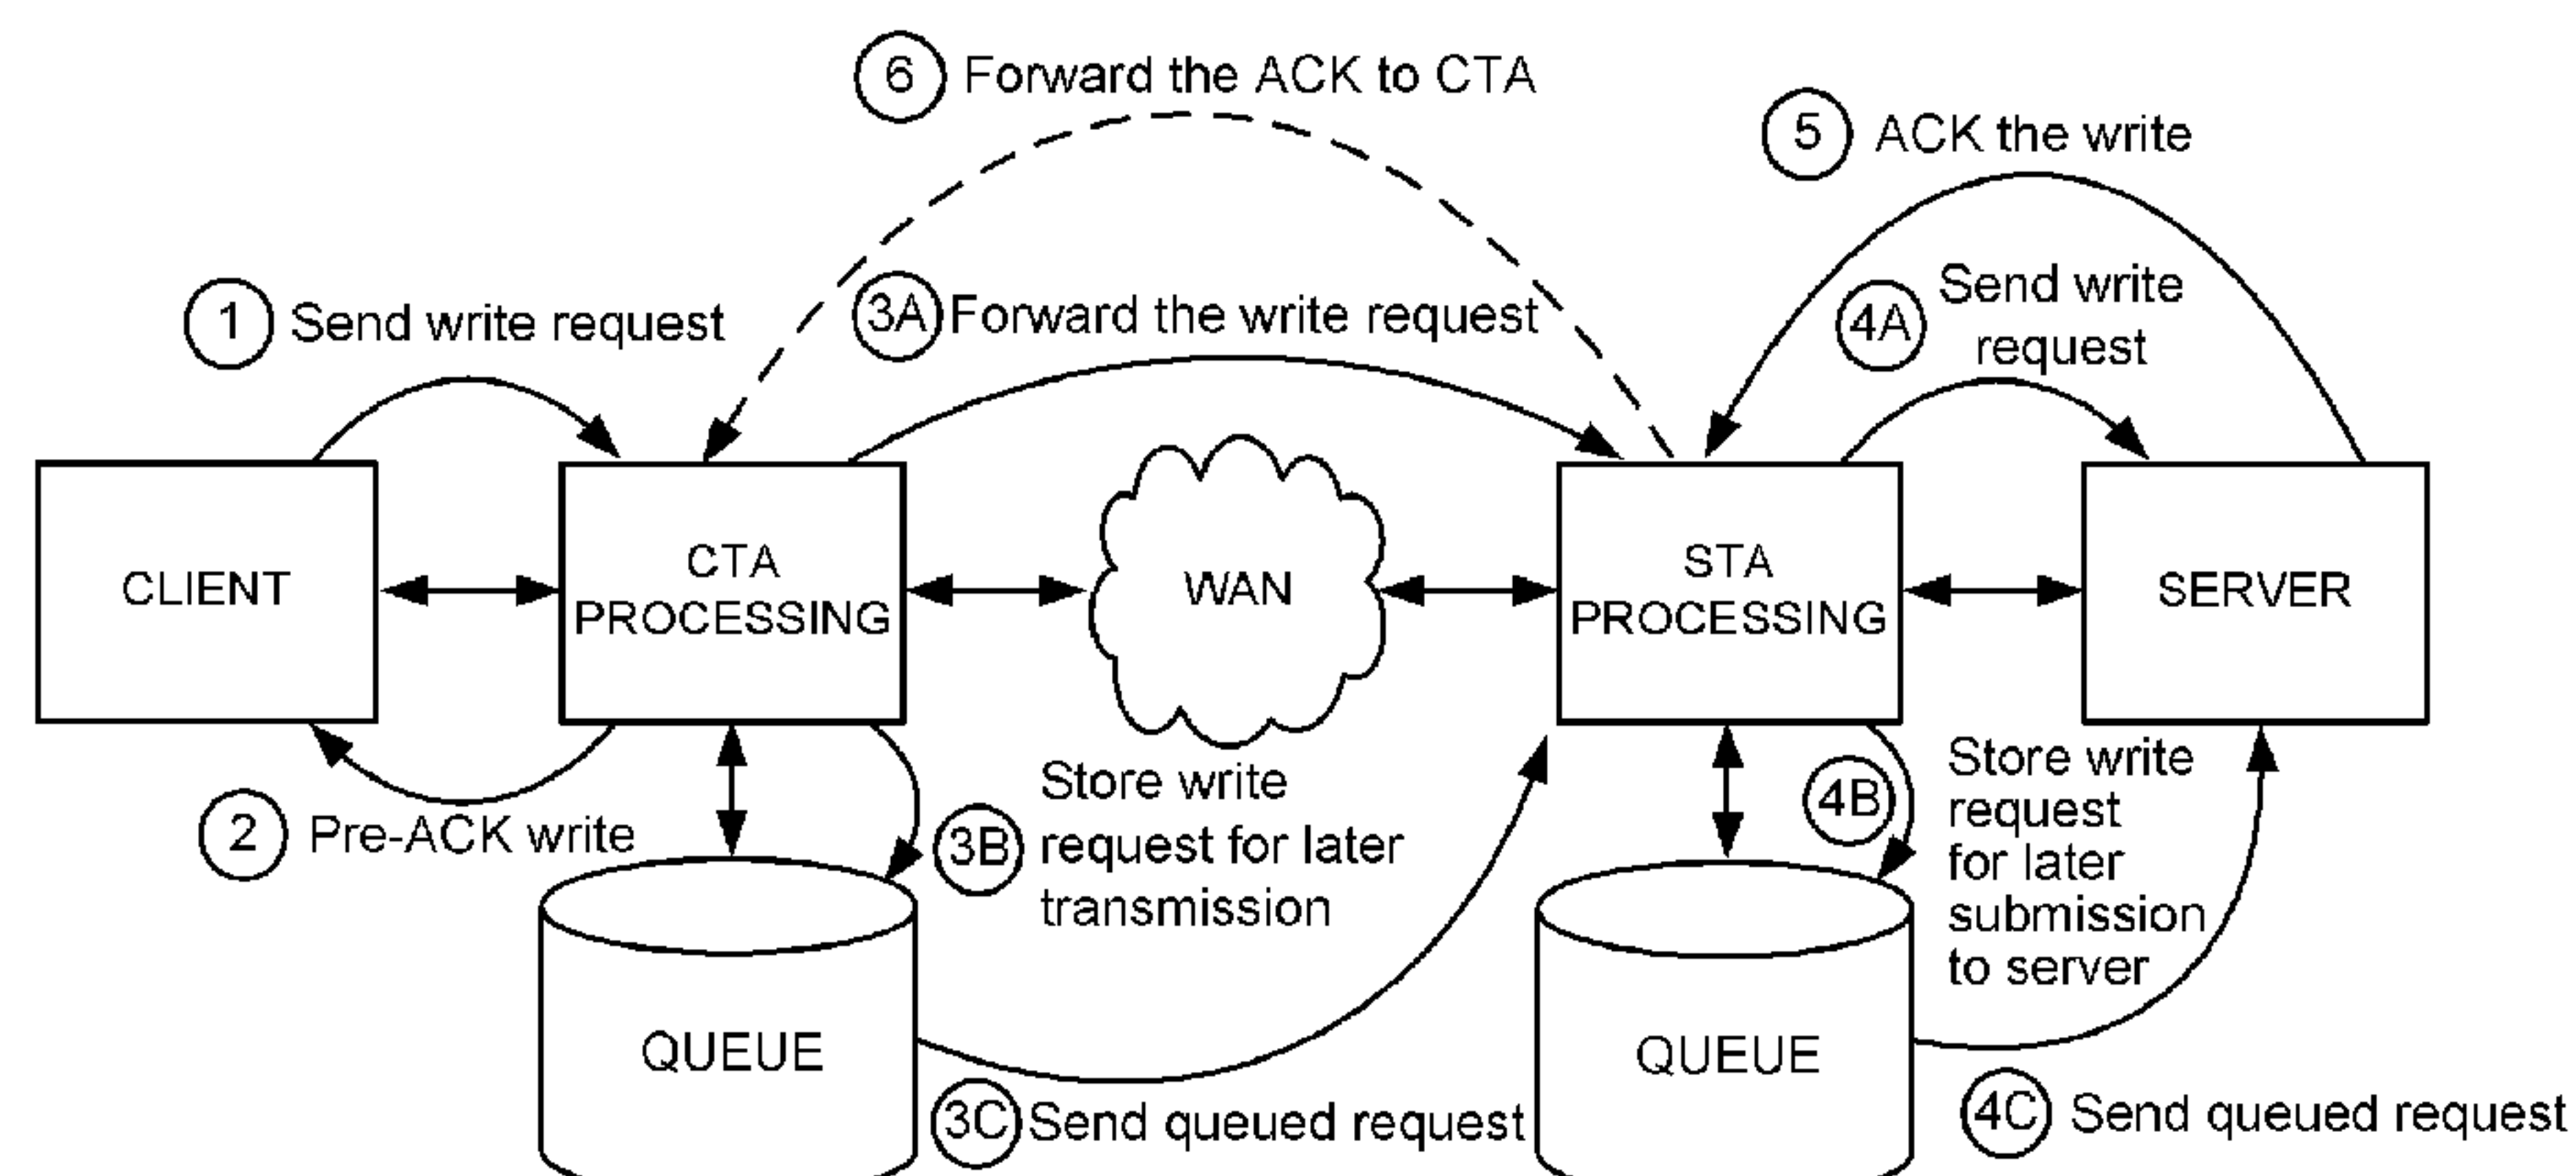 6 Forward the ACK to CTA
5 ACK the write
1 Send write request
3A Forward the write request
4A Send write
request
CLIENT
CTA
PROCESSING
WAN
STA
PROCESSING
SERVER
2 Pre-ACK write
3B Store write
request for later
transmission
4B Store write
request
for later
submission
to server
QUEUE
QUEUE
3C Send queued request
4C Send queued request